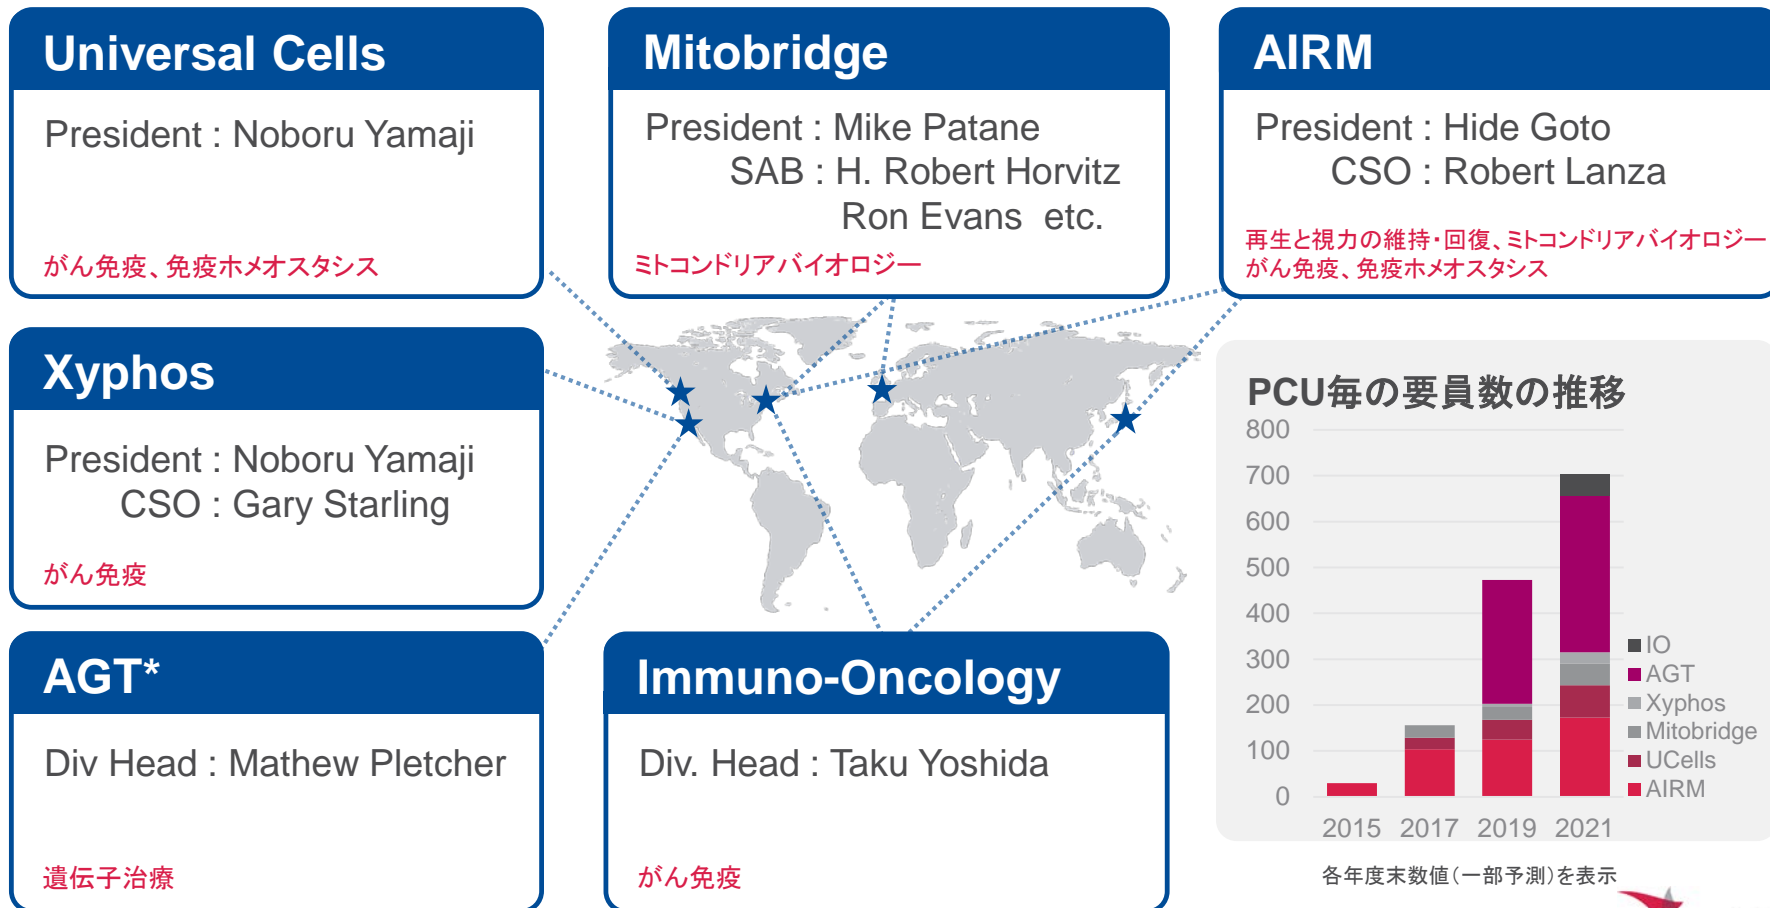 Universal Cells
President : Noboru Yamaji
がん免疫、免疫ホメオスタシス
Mitobridge
President : Mike Patane
SAB : H. Robert Horvitz
Ron Evans etc.
ミトコンドリアバイオロジー
AIRM
President : Hide Goto
CSO : Robert Lanza
再生と視力の維持・回復、ミトコンドリアバイオロジー
がん免疫、免疫ホメオスタシス
Xyphos
President : Noboru Yamaji
CSO : Gary Starling
がん免疫
AGT*
Div Head : Mathew Pletcher
遺伝子治療
Immuno-Oncology
Div. Head : Taku Yoshida
がん免疫
PCU毎の要員数の推移
800
700
600
500
400
300
200
100
0
2015 2017 2019 2021
IO
AGT
Xyphos
Mitobridge
UCells
AIRM
各年度末数値（一部予測）を表示